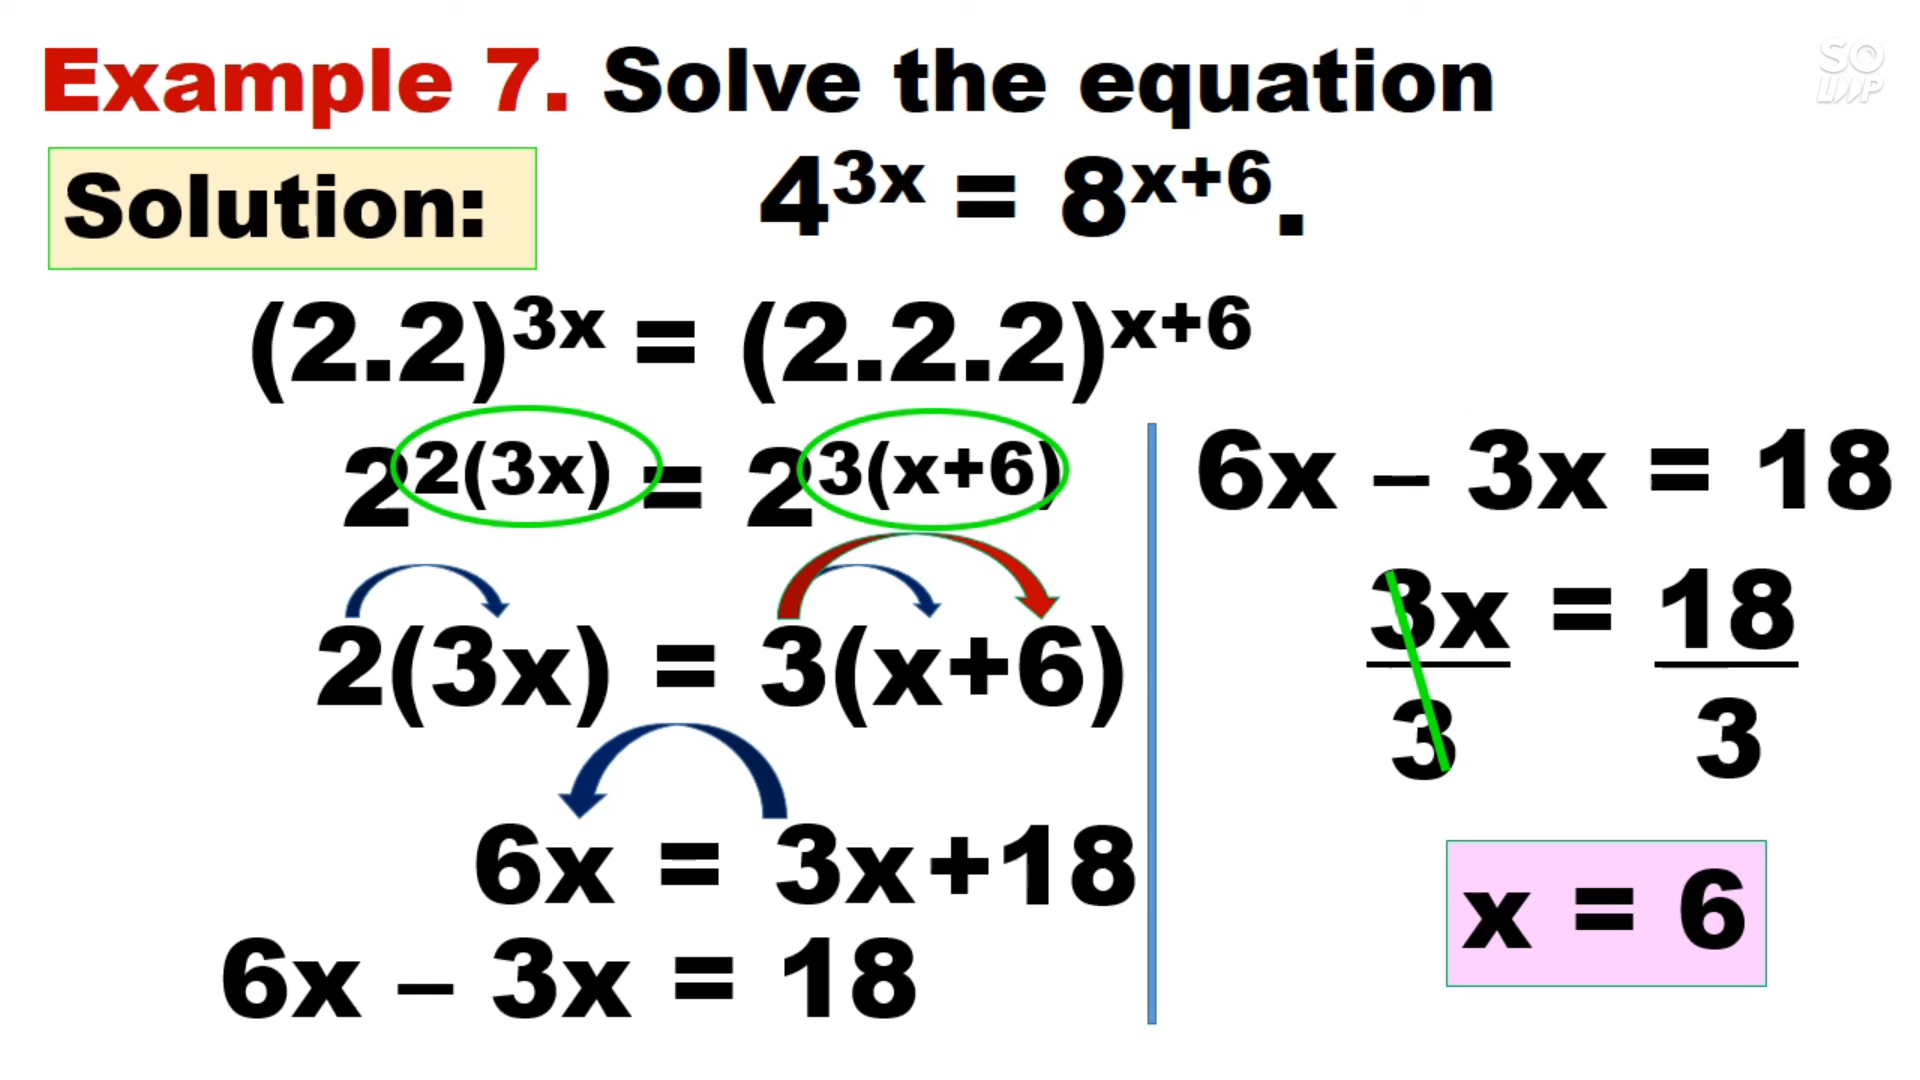 Example 7. Solve the equation
4^{3x} = 8^{x+6}.
Solution:
(2.2)^{3x} = (2.2.2)^{x+6}
2^{2(3x)} = 2^{3(x+6)}
2(3x) = 3(x+6)
6x = 3x+18
6x – 3x = 18
6x – 3x = 18
3x = 18
3 3
x = 6